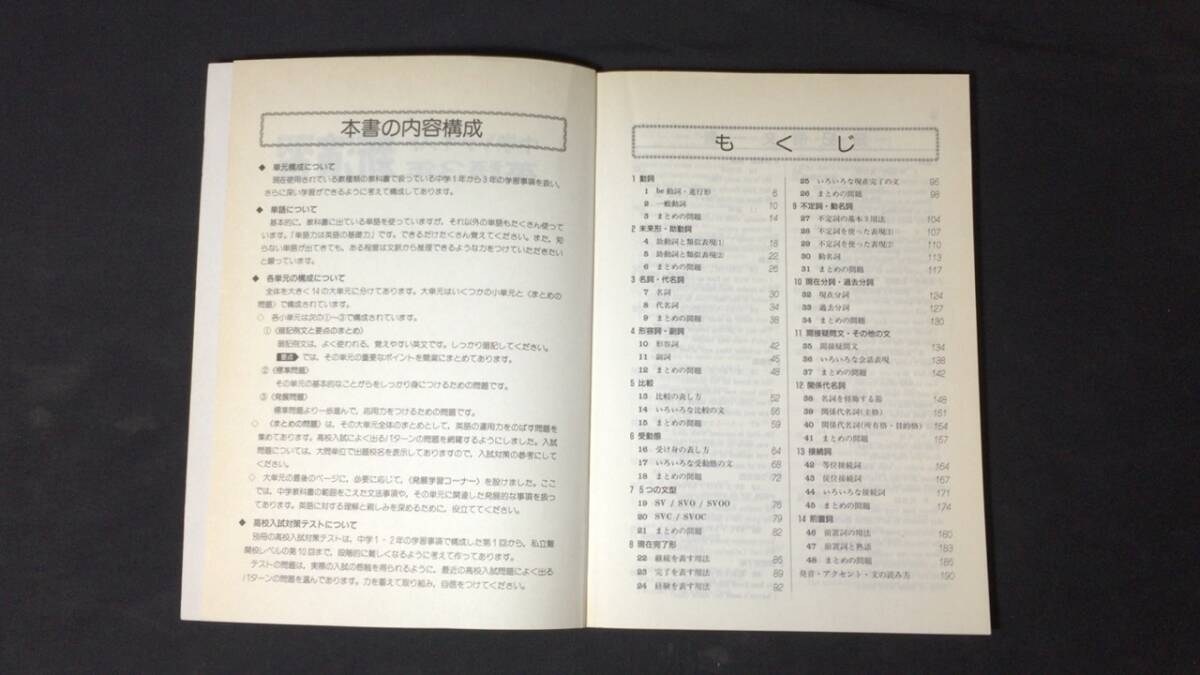 本書の内容構成
◆ 単元構成について
現在使用されている数種類の教科書で扱っている中学1年から3年の学習事項を扱い、
さらに深い学習ができるように考えて構成してあります。
◆ 単語について
基本的に、教科書に出ている単語を使っていますが、それ以外の単語もたくさん使って
います。「単語力は英語の基礎力」です。できるだけたくさん覚えてください。また、知
らない単語が出てきても、ある程度は文脈から推理できるような力をつけていただきたい
と願っています。
◆ 各単元の構成について
全体を大きく14の大単元に分けてあります。大単元はいくつかの小単元と〈まとめの
問題〉で構成されています。
◇ 各小単元は次の①〜③で構成されています。
①〈暗記例文と要点のまとめ〉
暗記例文は、よく使われる、覚えやすい英文です。しっかり暗記してください。
要点 では、その単元の重要なポイントを簡潔にまとめてあります。
②〈標準問題〉
その単元の基本的なことがらをしっかり身につけるための問題です。
③〈発展問題〉
標準問題より一歩進んで、応用力をつけるための問題です。
◇ 〈まとめの問題〉は、その大単元全体のまとめとして、英語の運用力をのばす問題を
集めてあります。高校入試によく出るパターンの問題を網羅するようにしました。入試
問題については、大問単位で出題校名を表示してありますので、入試対策の参考にして
ください。
◇ 大単元の最後のページに、必要に応じて、〈発展学習コーナー〉を設けました。ここ
では、中学教科書の範囲をこえた文法事項や、その単元に関連した発展的な事項を扱っ
てあります。英語に対する理解と親しみを深めるために、役立ててください。
◆ 高校入試対策テストについて
別冊の高校入試対策テストは、中学1・2年の学習事項で構成した第1回から、私立難
関校レベルの第10回まで、段階的に難しくなるように考えて作ってあります。
テストの問題は、実際の入試の感触を得られるように、最近の高校入試問題によく出る
パターンの問題を選んであります。力を蓄えて取り組み、自信をつけてください。
もくじ
1 動詞
1 be動詞・進行形 6
2 一般動詞 10
3 まとめの問題 14
2 未来形・助動詞
4 助動詞と類似表現(1) 18
5 助動詞と類似表現(2) 22
6 まとめの問題 26
3 名詞・代名詞
7 名詞 30
8 代名詞 34
9 まとめの問題 38
4 形容詞・副詞
10 形容詞 42
11 副詞 45
12 まとめの問題 48
5 比較
13 比較の表し方 52
14 いろいろな比較の文 56
15 まとめの問題 59
6 受動態
16 受け身の表し方 64
17 いろいろな受動態の文 68
18 まとめの問題 72
7 5つの文型
19 SV / SVO / SVOO 76
20 SVC / SVOC 79
21 まとめの問題 82
8 現在完了形
22 継続を表す用法 86
23 完了を表す用法 89
24 経験を表す用法 92
25 いろいろな現在完了の文 95
26 まとめの問題 98
9 不定詞・動名詞
27 不定詞の基本3用法 104
28 不定詞を使った表現(1) 107
29 不定詞を使った表現(2) 110
30 動名詞 113
31 まとめの問題 117
10 現在分詞・過去分詞
32 現在分詞 124
33 過去分詞 127
34 まとめの問題 130
11 間接疑問文・その他の文
35 間接疑問文 134
36 いろいろな会話表現 138
37 まとめの問題 142
12 関係代名詞
38 名詞を修飾する節 148
39 関係代名詞(主格) 151
40 関係代名詞(所有格・目的格) 154
41 まとめの問題 157
13 接続詞
42 等位接続詞 164
43 従位接続詞 167
44 いろいろな接続詞 171
45 まとめの問題 174
14 前置詞
46 前置詞の用法 180
47 前置詞と熟語 183
48 まとめの問題 186
発音・アクセント・文の読み方 190